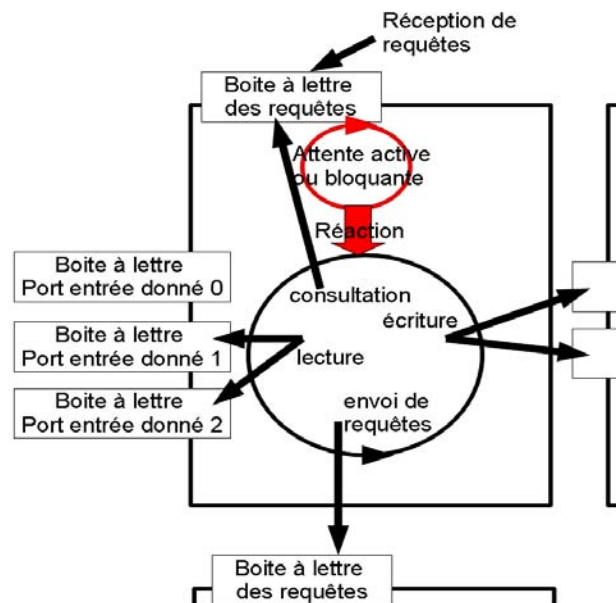 Réception de
requêtes
Boite à lettre
des requêtes
Attente active
ou bloquante
Réaction
Boite à lettre
Port entrée donné 0
consultation
écriture
Boite à lettre
Port entrée donné 1
lecture
Boite à lettre
Port entrée donné 2
envoi de
requêtes
Boite à lettre
des requêtes